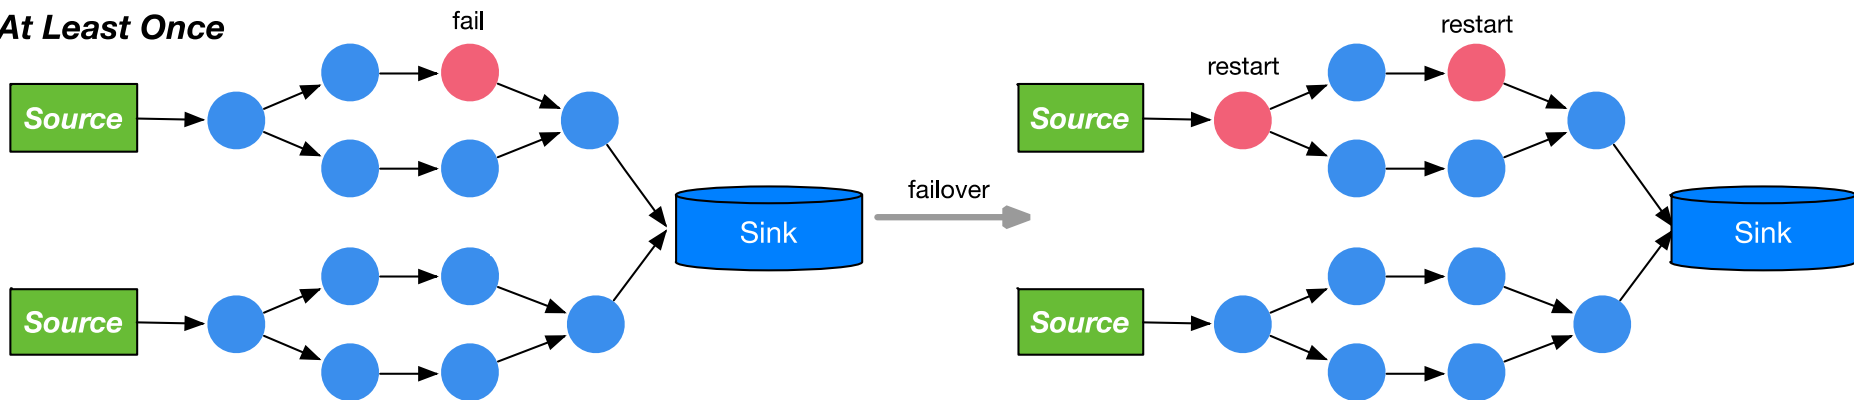 At Least Once
fail
Source
Source
Sink
failover
restart
restart
Source
Source
Sink